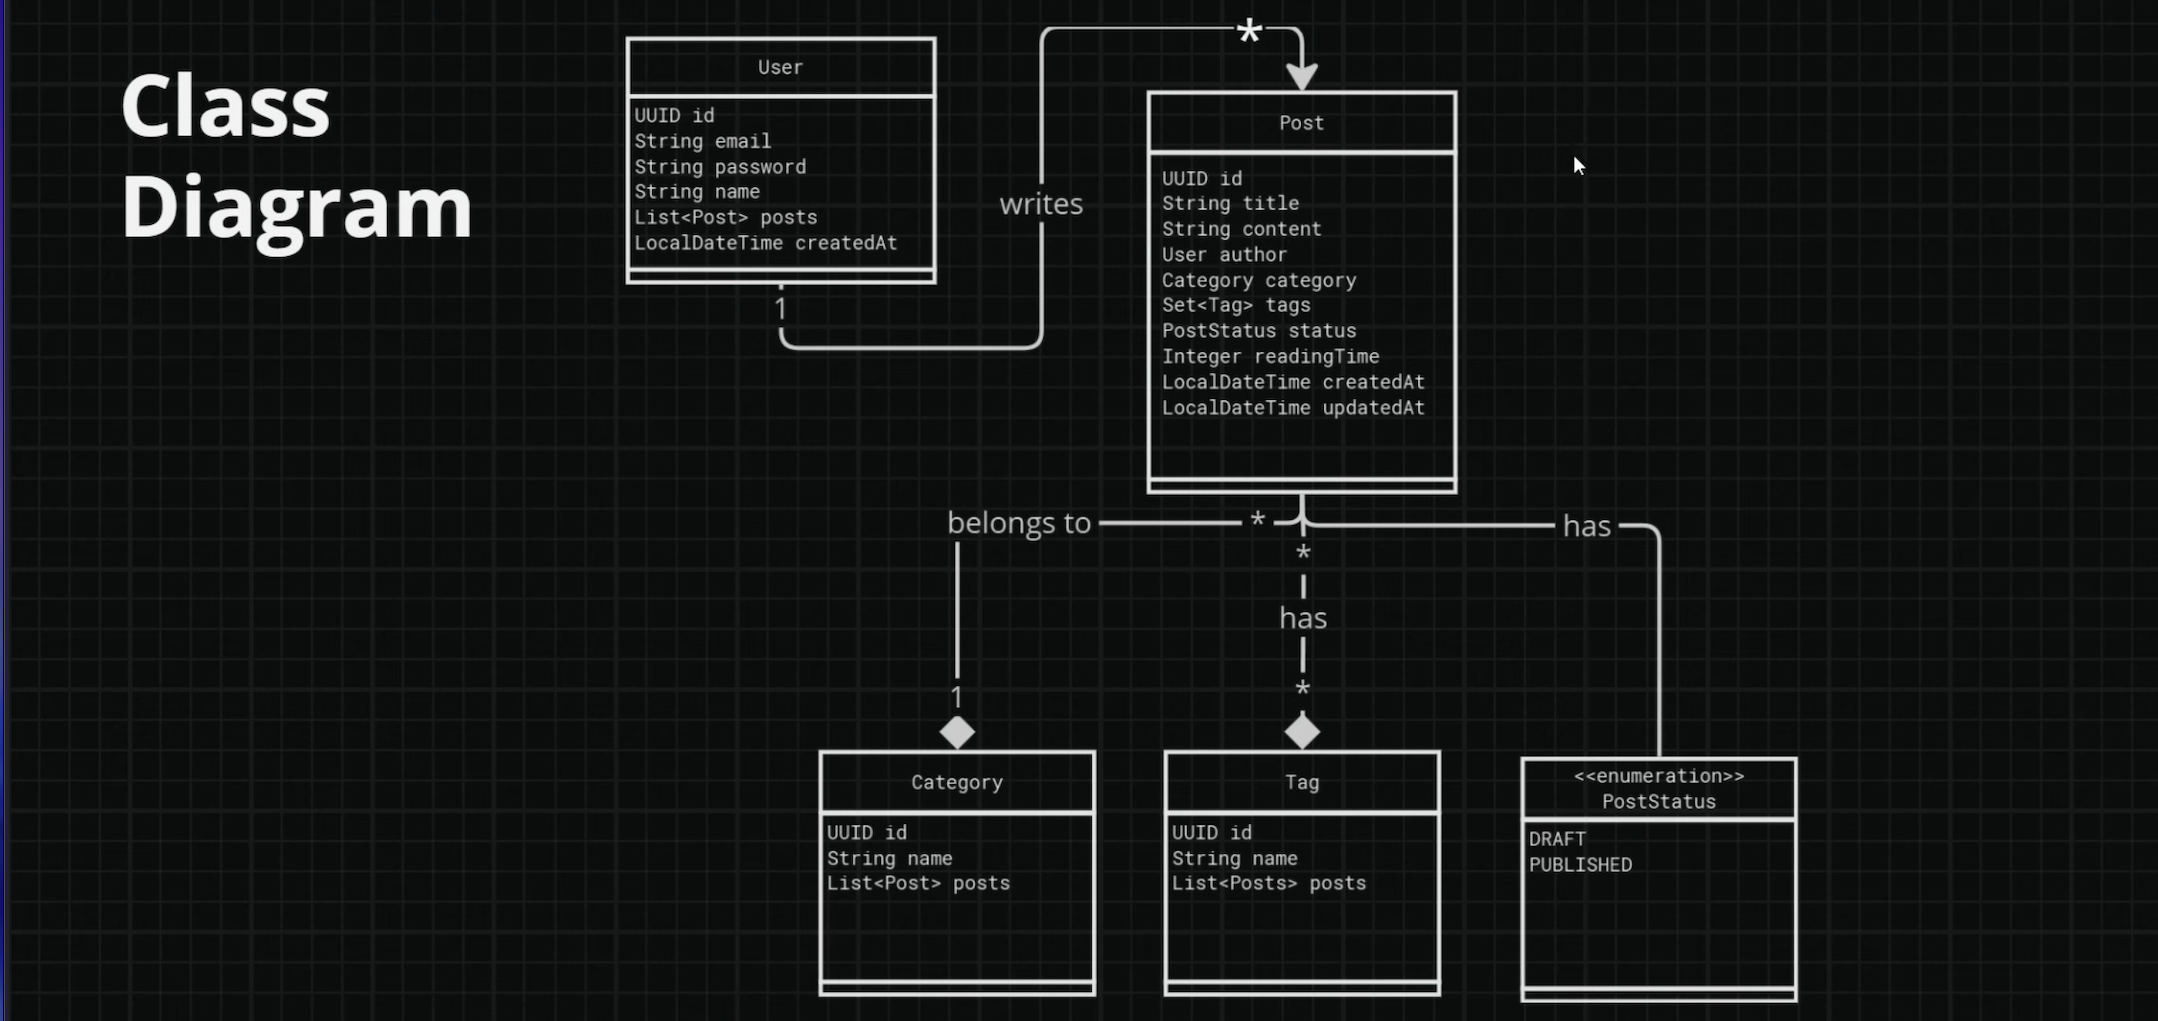 Class
Diagram
User
UUID id
String email
String password
String name
List<Post> posts
LocalDateTime createdAt
1
writes
*
Post
UUID id
String title
String content
User author
Category category
Set<Tag> tags
PostStatus status
Integer readingTime
LocalDateTime createdAt
LocalDateTime updatedAt
belongs to
*
1
*
has
*
has
Category
UUID id
String name
List<Post> posts
Tag
UUID id
String name
List<Posts> posts
<<enumeration>>
PostStatus
DRAFT
PUBLISHED